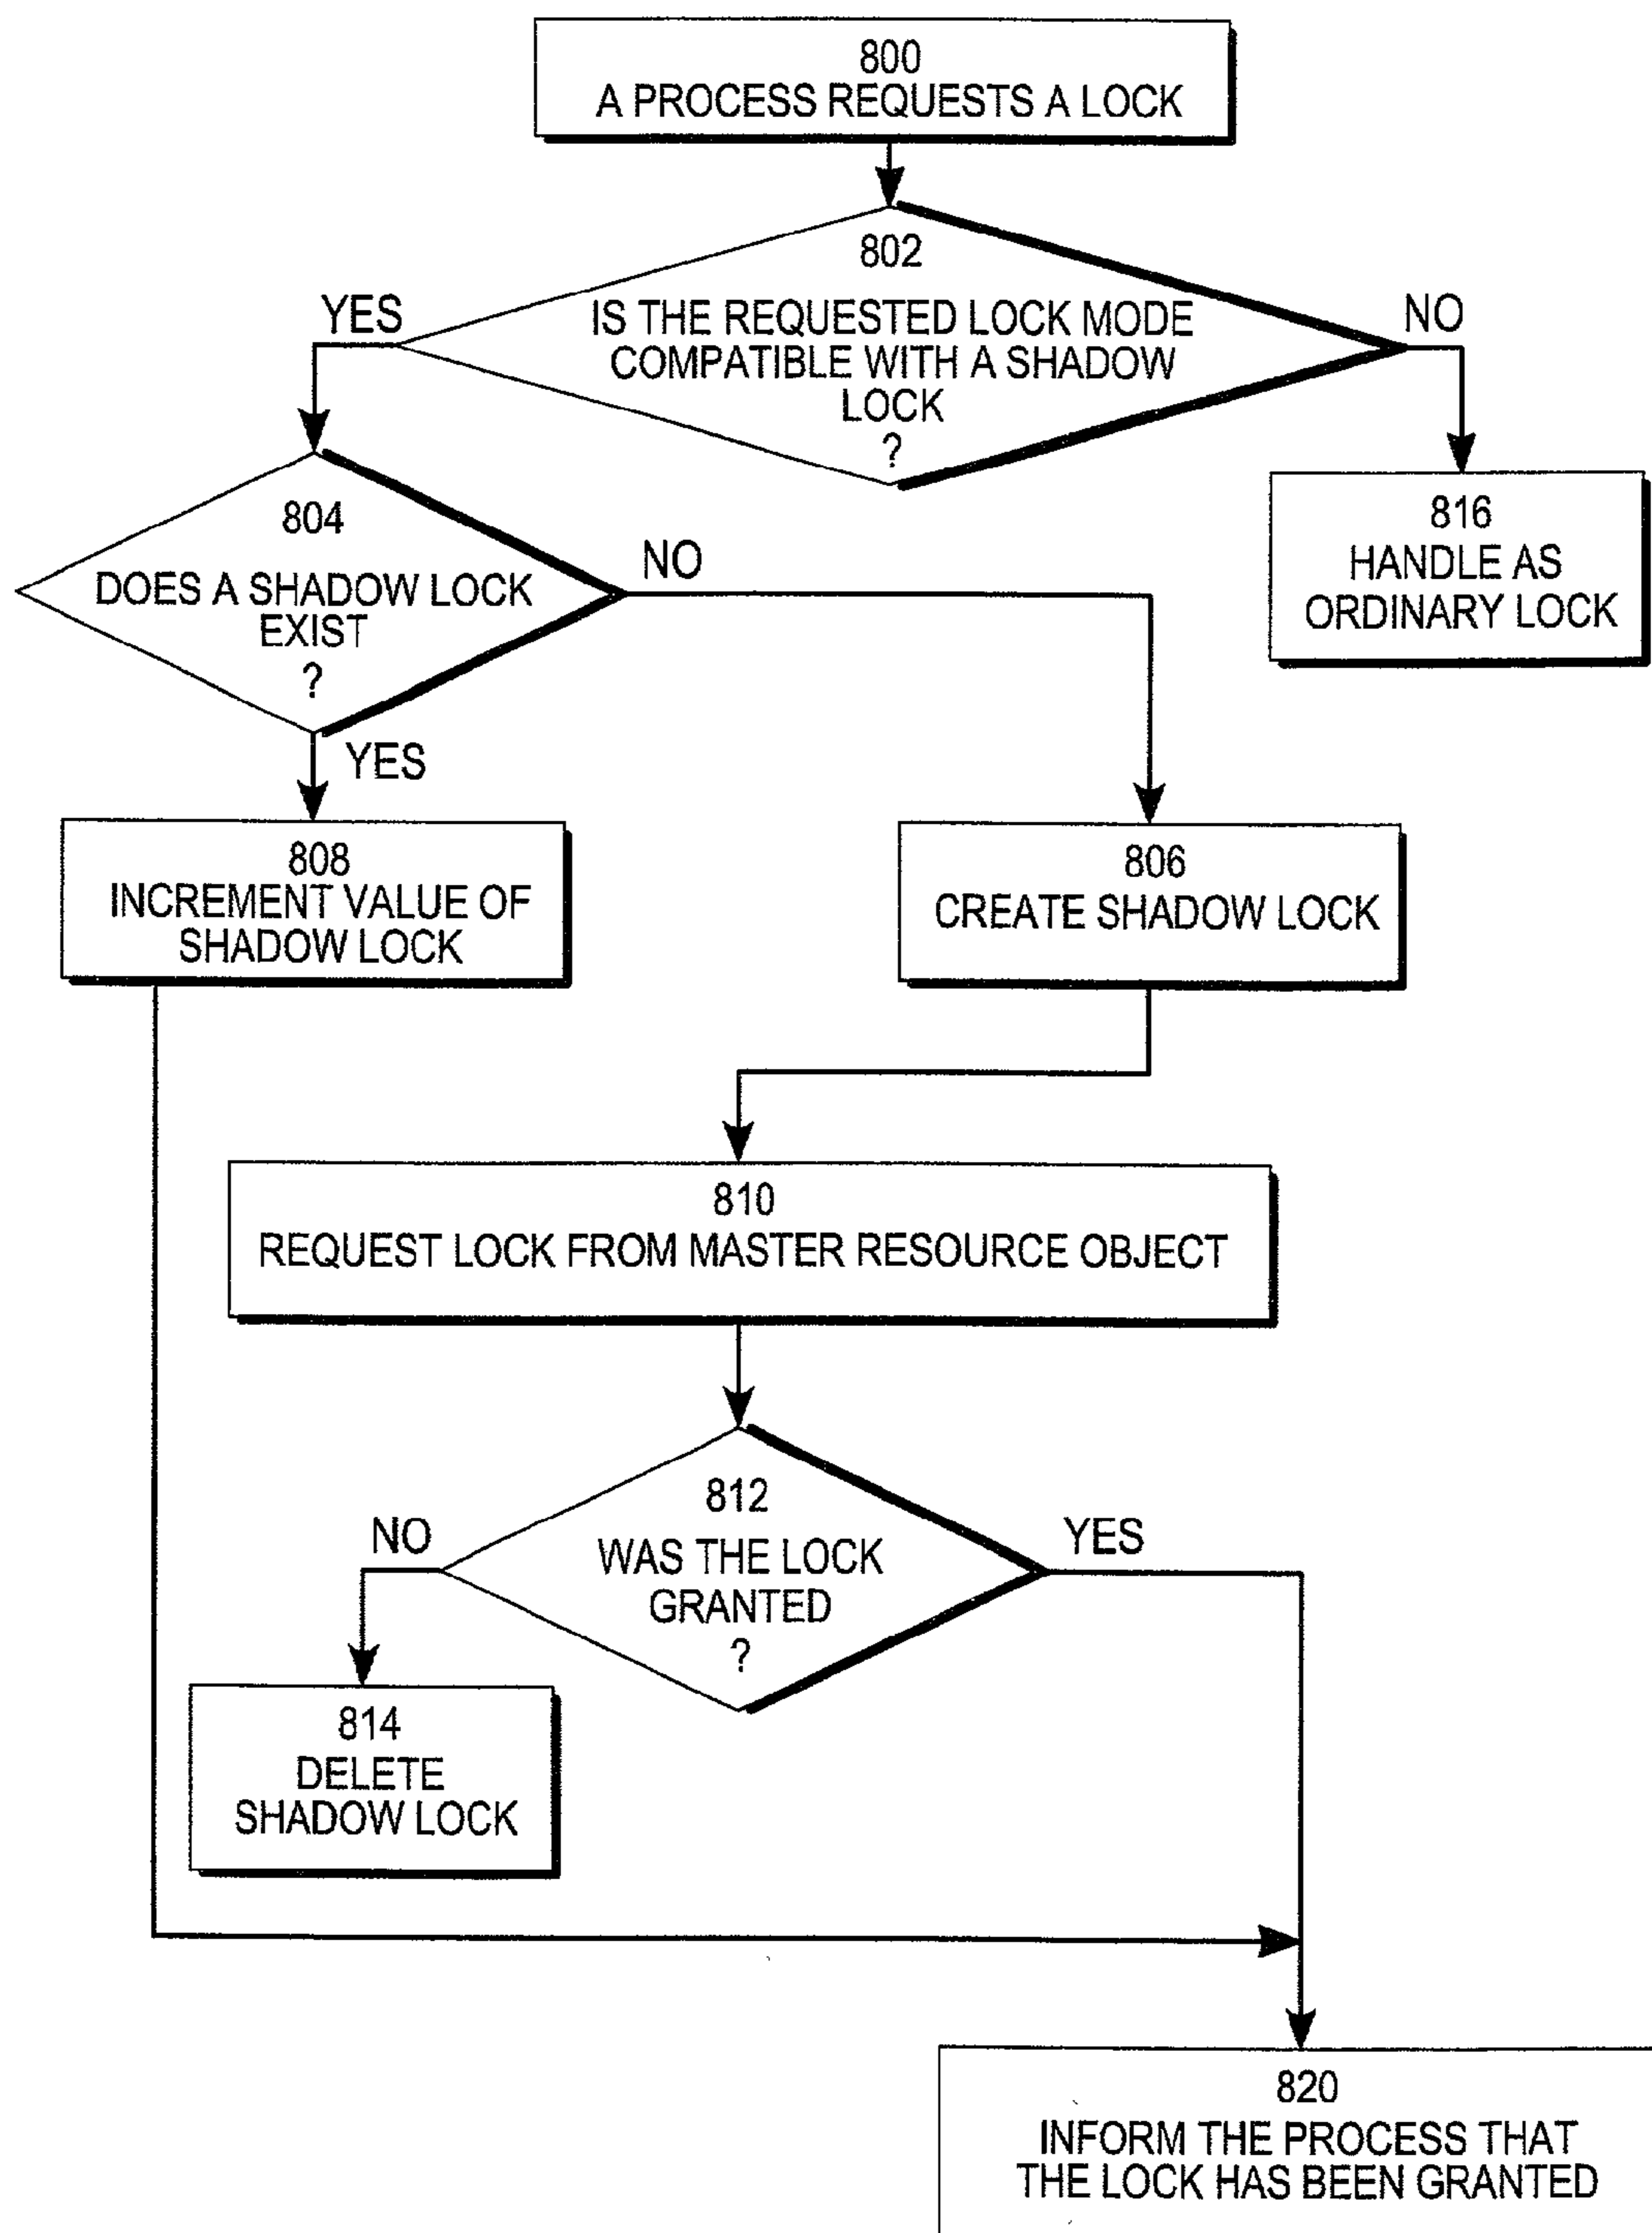 800
A PROCESS REQUESTS A LOCK
802
IS THE REQUESTED LOCK MODE
COMPATIBLE WITH A SHADOW
LOCK
?
YES
NO
804
DOES A SHADOW LOCK
EXIST
?
NO
YES
816
HANDLE AS
ORDINARY LOCK
808
INCREMENT VALUE OF
SHADOW LOCK
806
CREATE SHADOW LOCK
810
REQUEST LOCK FROM MASTER RESOURCE OBJECT
812
WAS THE LOCK
GRANTED
?
NO
YES
814
DELETE
SHADOW LOCK
820
INFORM THE PROCESS THAT
THE LOCK HAS BEEN GRANTED